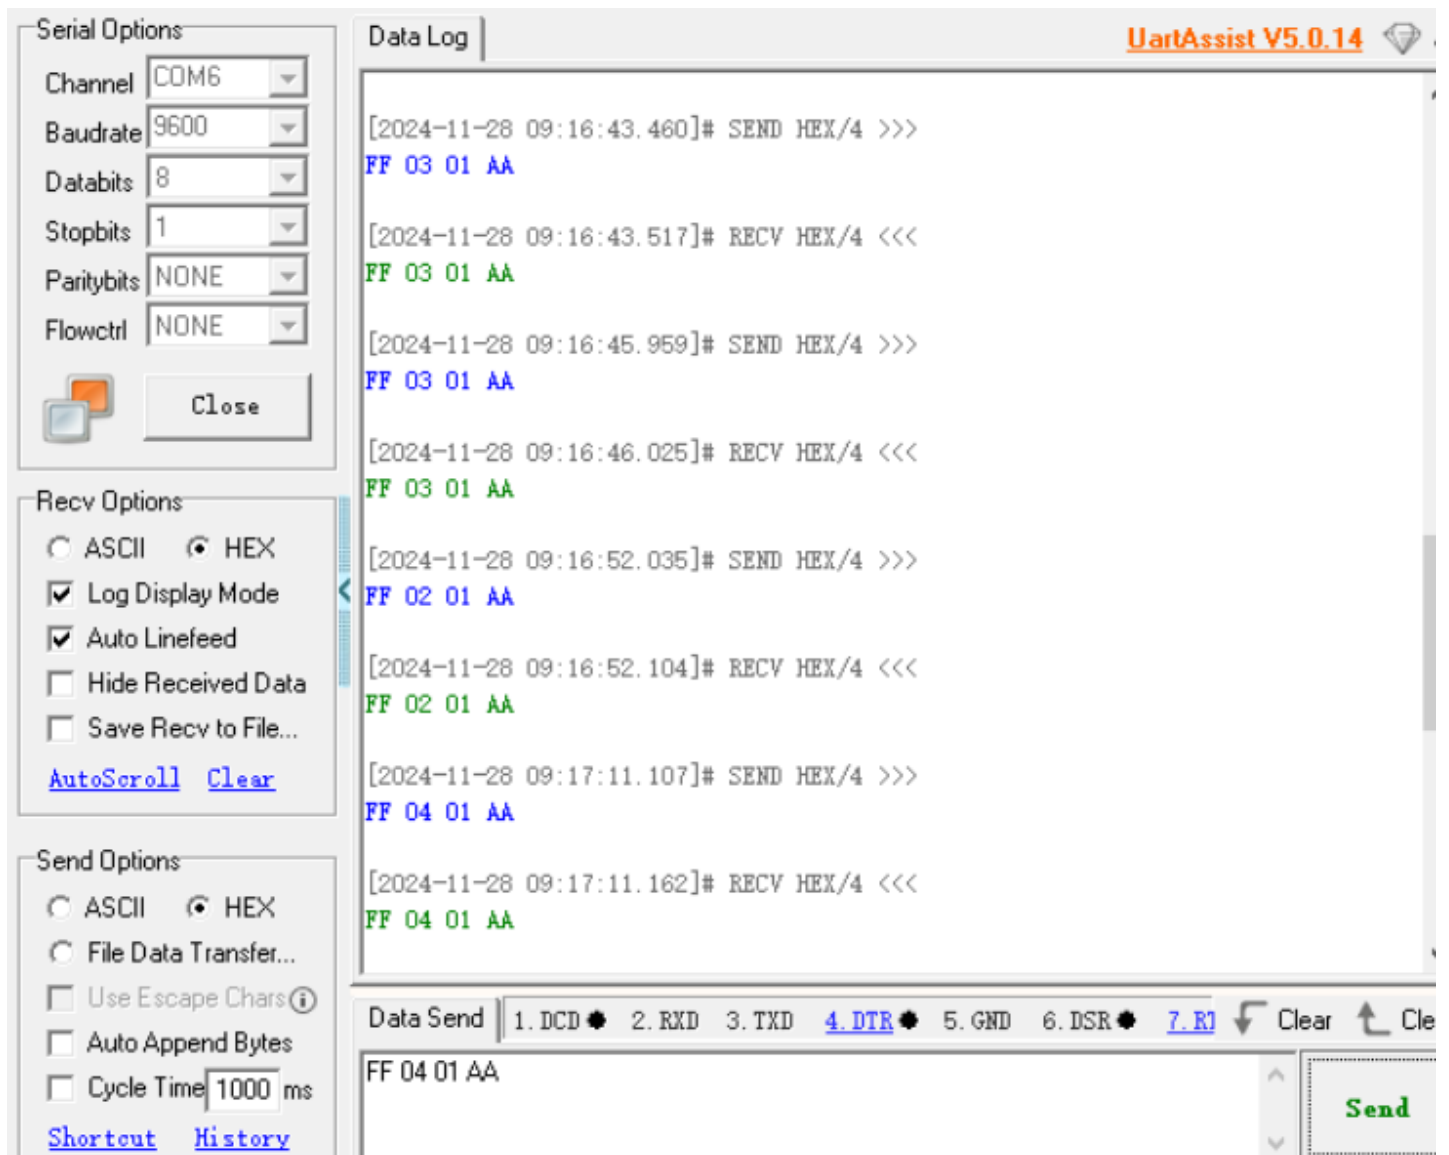 Serial Options
Channel COM6
Baudrate 9600
Databits 8
Stopbits 1
Paritybits NONE
Flowctrl NONE
Close
Recv Options
ASCII HEX
Log Display Mode
Auto Linefeed
Hide Received Data
Save Recv to File...
AutoScroll Clear
Send Options
ASCII HEX
File Data Transfer...
Use Escape Chars
Auto Append Bytes
Cycle Time 1000 ms
Shortcut History
Data Log
UartAssist V5.0.14
[2024-11-28 09:16:43.460]# SEND HEX/4 >>>
FF 03 01 AA
[2024-11-28 09:16:43.517]# RECV HEX/4 <<<
FF 03 01 AA
[2024-11-28 09:16:45.959]# SEND HEX/4 >>>
FF 03 01 AA
[2024-11-28 09:16:46.025]# RECV HEX/4 <<<
FF 03 01 AA
[2024-11-28 09:16:52.035]# SEND HEX/4 >>>
FF 02 01 AA
[2024-11-28 09:16:52.104]# RECV HEX/4 <<<
FF 02 01 AA
[2024-11-28 09:17:11.107]# SEND HEX/4 >>>
FF 04 01 AA
[2024-11-28 09:17:11.162]# RECV HEX/4 <<<
FF 04 01 AA
Data Send 1.DCD 2.RXD 3.TXD 4.DTR 5.GND 6.DSR 7.R Clear Cle
FF 04 01 AA
Send